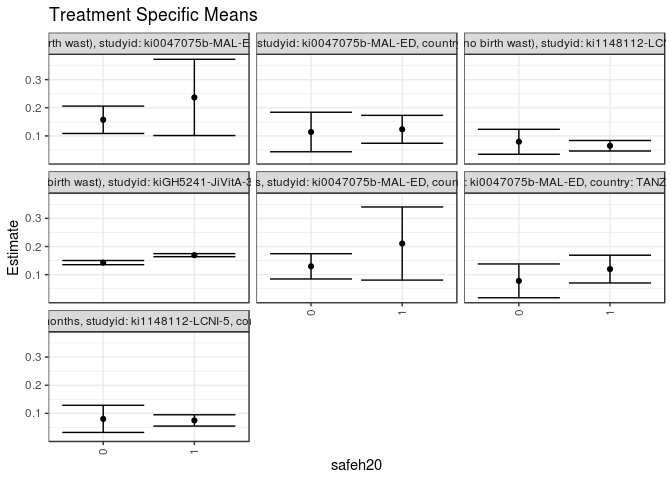 Treatment Specific Means
rth wast), studyid: ki0047075b-MAL-E
studyid: ki0047075b-MAL-ED, country
no birth wast), studyid: ki1148112-LC
0.3
0.2
0.1
birth wast), studyid: kiGH5241-JiVitA-3
s, studyid: ki0047075b-MAL-ED, coun
: ki0047075b-MAL-ED, country: TANZ
0.3
0.2
0.1
0 1
0 1
onths, studyid: ki1148112-LCNI-5, co
0.3
0.2
0.1
0 1
Estimate
safeh20